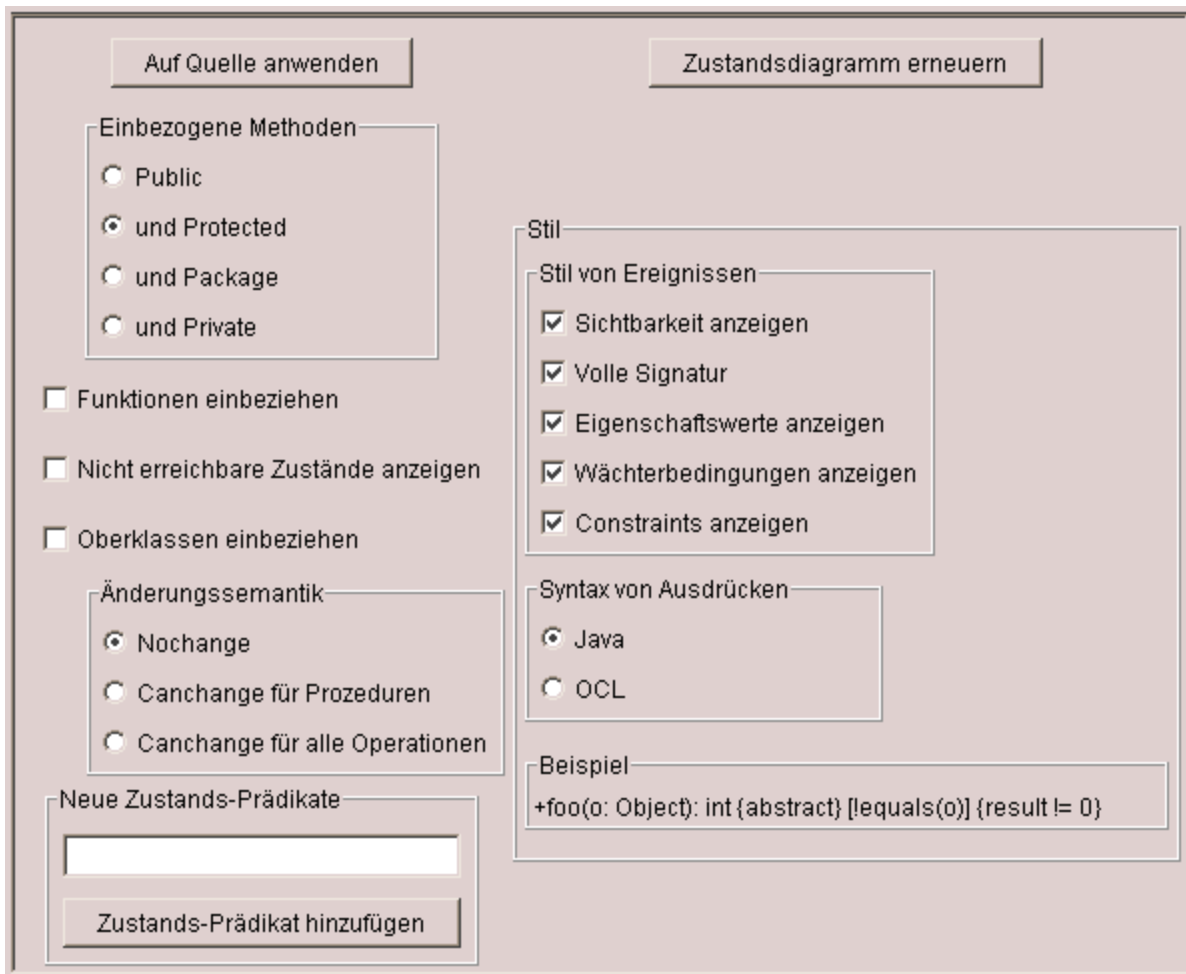 Auf Quelle anwenden
Zustandsdiagramm erneuern
Einbezogene Methoden
Public
und Protected
und Package
und Private
Funktionen einbeziehen
Nicht erreichbare Zustände anzeigen
Oberklassen einbeziehen
Änderungssemantik
Nochange
Canchange für Prozeduren
Canchange für alle Operationen
Neue Zustands-Prädikate
Zustands-Prädikat hinzufügen
Stil
Stil von Ereignissen
Sichtbarkeit anzeigen
Volle Signatur
Eigenschaftswerte anzeigen
Wächterbedingungen anzeigen
Constraints anzeigen
Syntax von Ausdrücken
Java
OCL
Beispiel
+foo(o: Object): int {abstract} [!equals(o)] {result != 0}